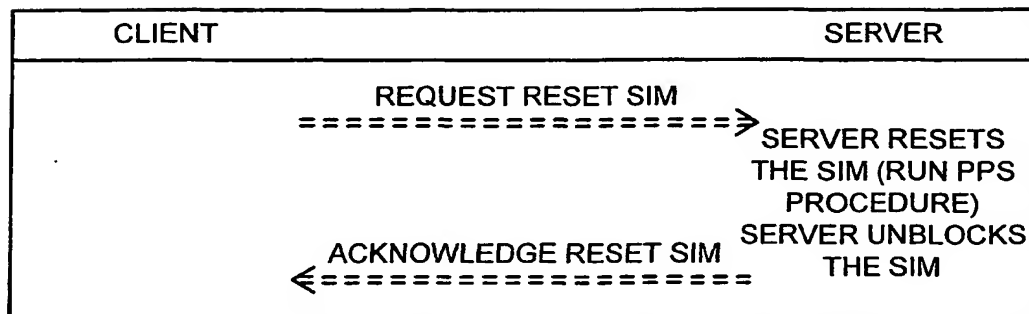 CLIENT SERVER
REQUEST RESET SIM
SERVER RESETS
THE SIM (RUN PPS
PROCEDURE)
SERVER UNBLOCKS
THE SIM
ACKNOWLEDGE RESET SIM